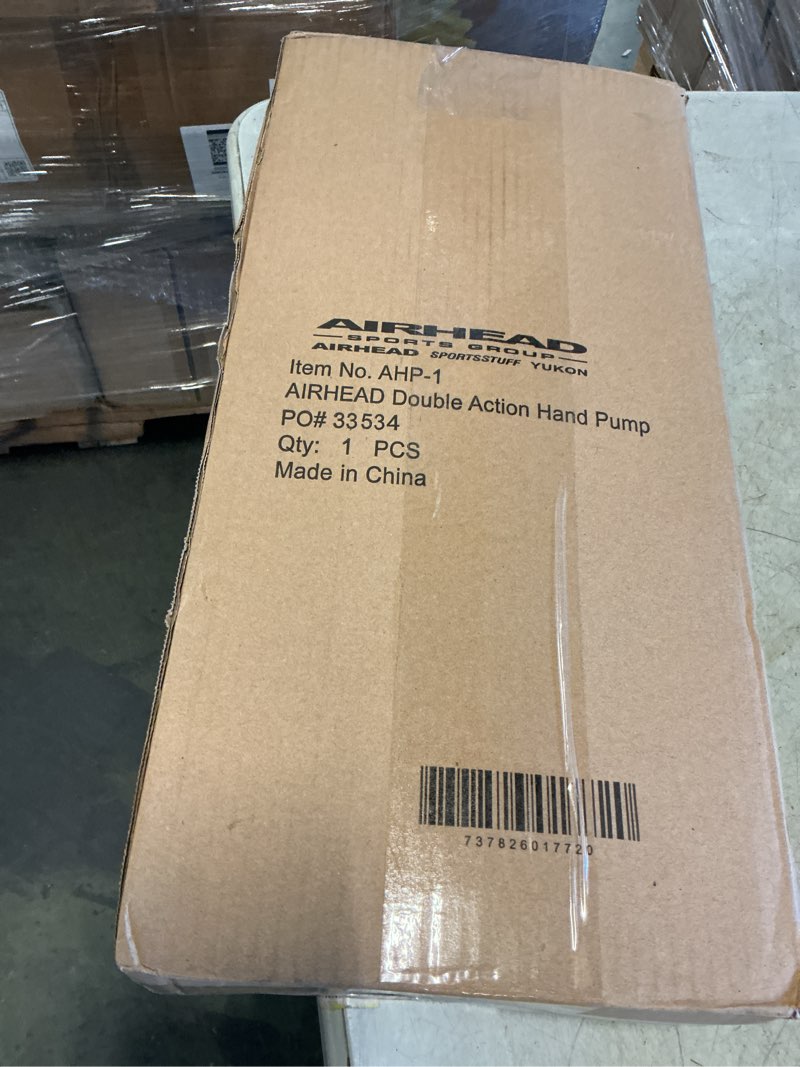 AIRHEAD
SPORTS GROUP
AIRHEAD SPORTSSTUFF YUKON
Item No. AHP-1
AIRHEAD Double Action Hand Pump
PO# 33534
Qty: 1 PCS
Made in China
737826017720